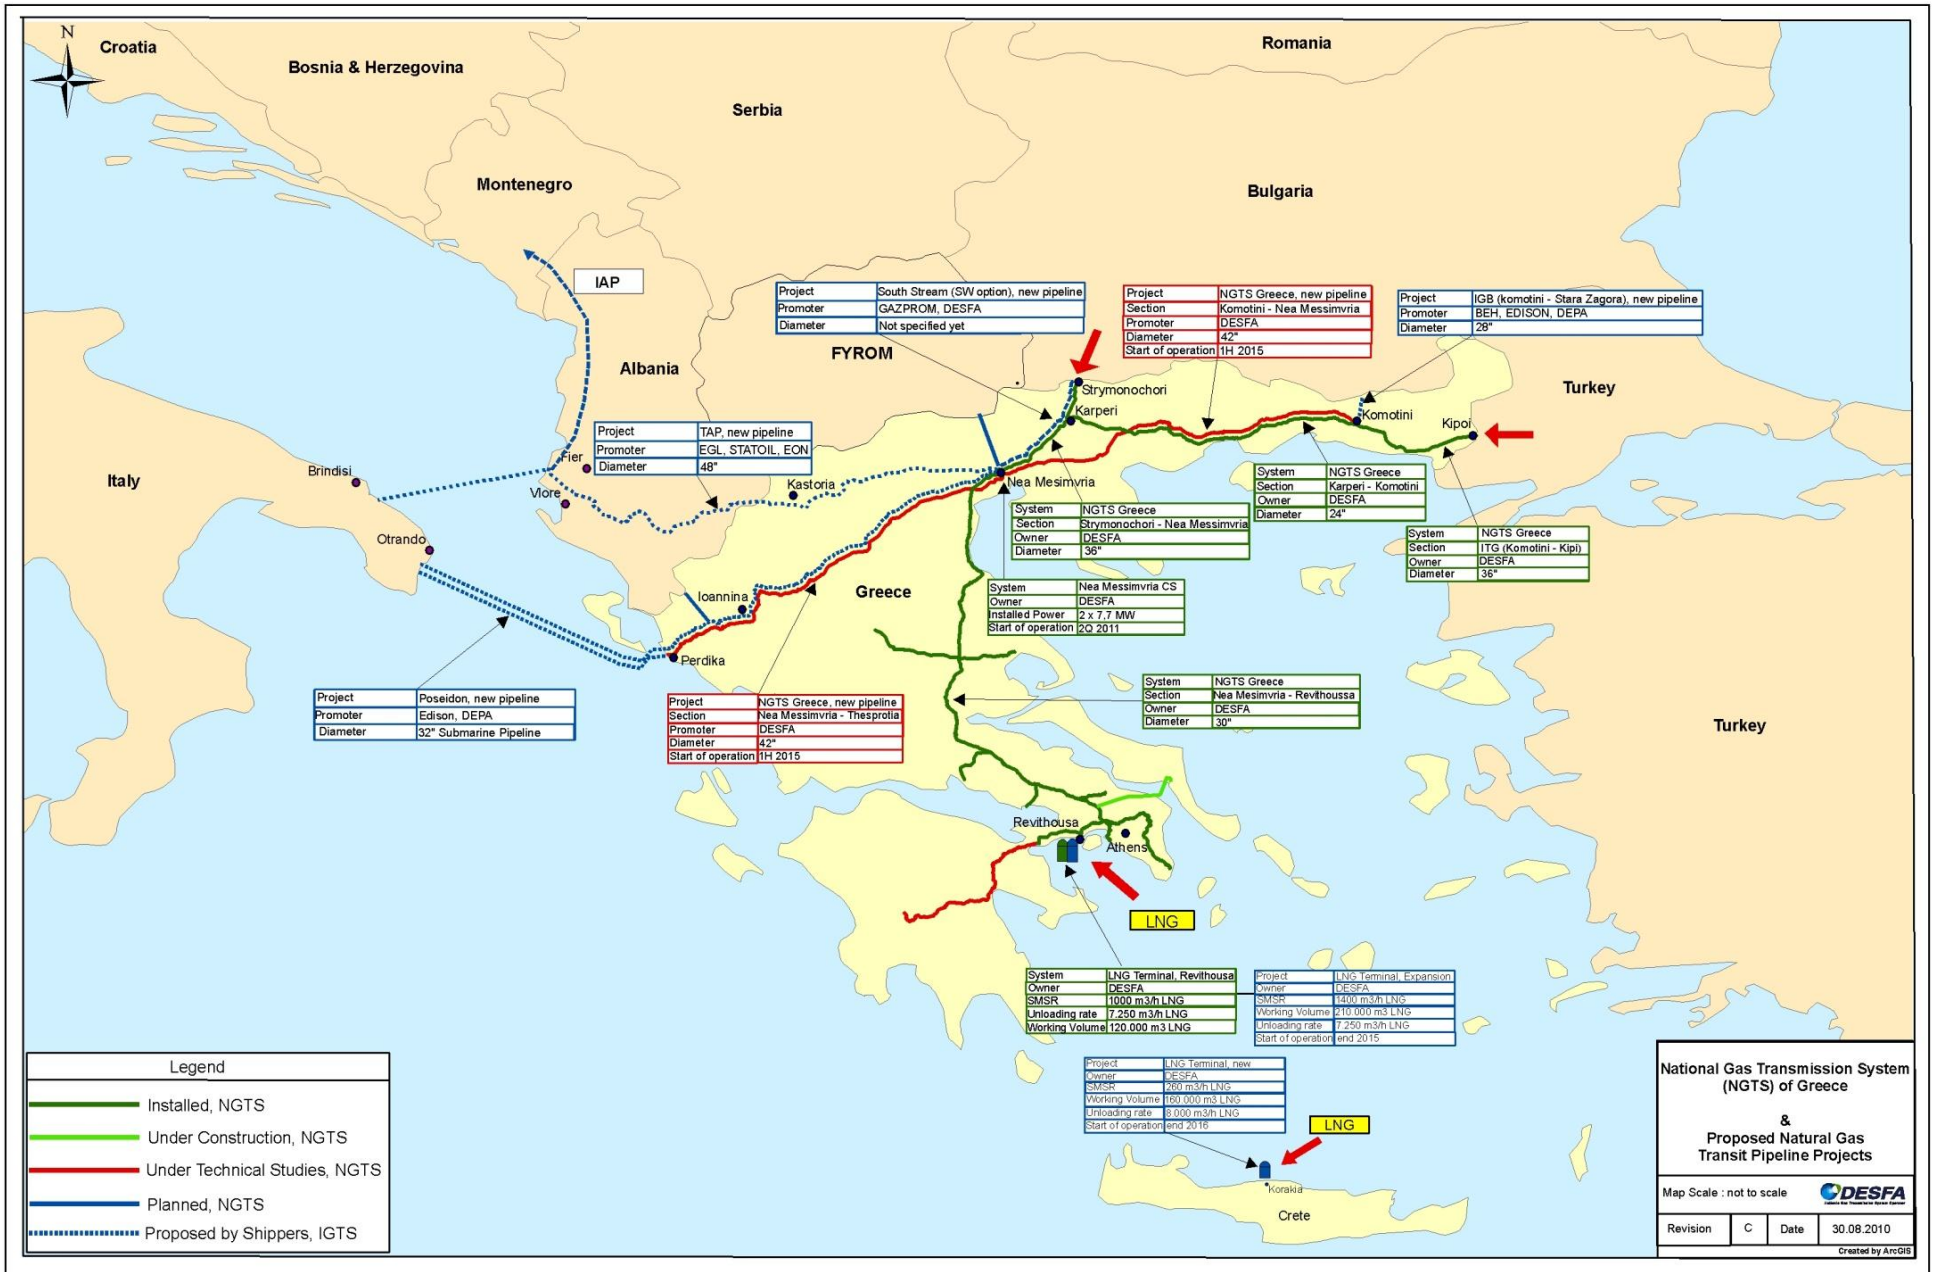 N
Croatia
Bosnia & Herzegovina
Serbia
Romania
Montenegro
Bulgaria
IAP
Albania
FYROM
Turkey
Italy
Greece
Turkey
Project South Stream (SW option), new pipeline
Promoter GAZPROM, DESFA
Diameter Not specified yet
Project NGTS Greece, new pipeline
Section Komotini - Nea Messimvria
Promoter DESFA
Diameter 42"
Start of operation 1H 2015
Project IGB (komotini - Stara Zagora), new pipeline
Promoter BEH, EDISON, DEPA
Diameter 28"
Strymonochori
Karperi
Komotini
Kipoi
Project TAP, new pipeline
Promoter EGL, STATOIL, EON
Diameter 48"
Brindisi
Fier
Vlore
Kastoria
Nea Mesimvria
Otrando
Ioannina
Perdika
System NGTS Greece
Section Karperi - Komotini
Owner DESFA
Diameter 24"
System NGTS Greece
Section Strymonochori - Nea Messimvria
Owner DESFA
Diameter 36"
System NGTS Greece
Section ITG (Komotini - Kipi)
Owner DESFA
Diameter 36"
System Nea Messimvria CS
Owner DESFA
Installed Power 2 x 7,7 MW
Start of operation 2Q 2011
System NGTS Greece
Section Nea Mesimvria - Revithoussa
Owner DESFA
Diameter 30"
Project Poseidon, new pipeline
Promoter Edison, DEPA
Diameter 32" Submarine Pipeline
Project NGTS Greece, new pipeline
Section Nea Messimvria - Thesprotia
Promoter DESFA
Diameter 42"
Start of operation 1H 2015
Revithousa
Athens
LNG
System LNG Terminal, Revithousa
Owner DESFA
SMSR 1000 m3/h LNG
Unloading rate 7.250 m3/h LNG
Working Volume 120.000 m3 LNG
Project LNG Terminal, Expansion
Owner DESFA
SMSR 1400 m3/h LNG
Working Volume 210.000 m3 LNG
Unloading rate 7.250 m3/h LNG
Start of operation end 2015
Project LNG Terminal, new
Owner DESFA
SMSR 260 m3/h LNG
Working Volume 160.000 m3 LNG
Unloading rate 8.000 m3/h LNG
Start of operation end 2016
LNG
Korakia
Crete
Legend
Installed, NGTS
Under Construction, NGTS
Under Technical Studies, NGTS
Planned, NGTS
Proposed by Shippers, IGTS
National Gas Transmission System
(NGTS) of Greece
&
Proposed Natural Gas
Transit Pipeline Projects
Map Scale : not to scale
DESFA
Revision C Date 30.08.2010
Created by ArcGIS